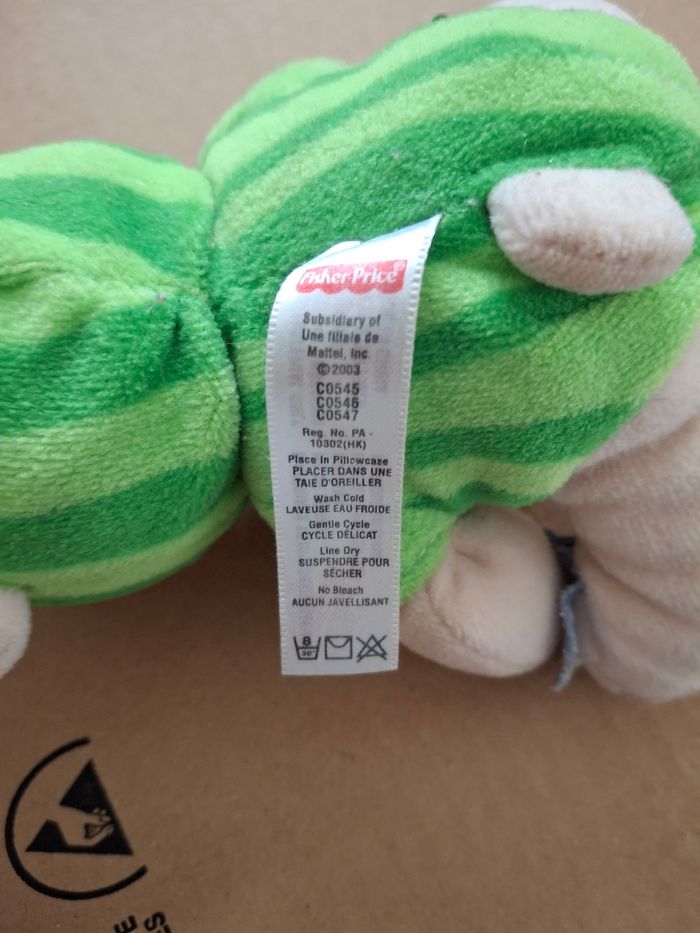 Fisher-Price®
Subsidiary of
Une filiale de
Mattel, Inc.
©2003
C0545
C0546
C0547
Reg. No. PA -
10302(HK)
Place in Pillowcase
PLACER DANS UNE
TAIE D'OREILLER
Wash Cold
LAVEUSE EAU FROIDE
Gentle Cycle
CYCLE DÉLICAT
Line Dry
SUSPENDRE POUR
SÉCHER
No Bleach
AUCUN JAVELLISANT
8
30°